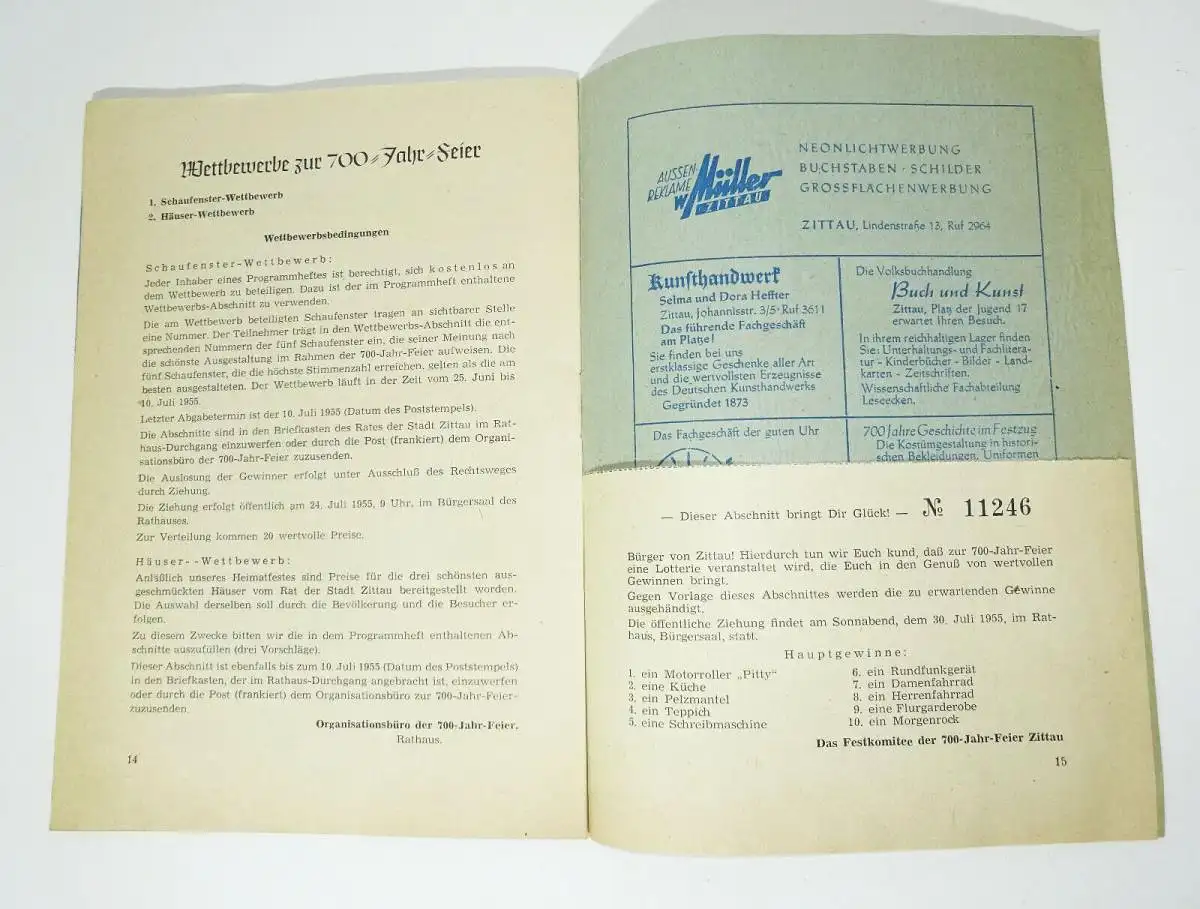 Wettbewerbe zur 700-Jahr-Feier
1. Schaufenster-Wettbewerb
2. Häuser-Wettbewerb
Wettbewerbsbedingungen
Schaufenster-Wettbewerb:
Jeder Inhaber eines Programmheftes ist berechtigt, sich kostenlos an
dem Wettbewerb zu beteiligen. Dazu ist der im Programmheft enthaltene
Wettbewerbs-Abschnitt zu verwenden.
Die am Wettbewerb beteiligten Schaufenster tragen an sichtbarer Stelle
eine Nummer. Der Teilnehmer trägt in den Wettbewerbs-Abschnitt die ent-
sprechenden Nummern der fünf Schaufenster ein, die seiner Meinung nach
die schönste Ausgestaltung im Rahmen der 700-Jahr-Feier aufweisen. Die
fünf Schaufenster, die die höchste Stimmenzahl erreichen, gelten als die am
besten ausgestalteten. Der Wettbewerb läuft in der Zeit vom 25. Juni bis
10. Juli 1955.
Letzter Abgabetermin ist der 10. Juli 1955 (Datum des Poststempels).
Die Abschnitte sind in den Briefkasten des Rates der Stadt Zittau im Rat-
haus-Durchgang einzuwerfen oder durch die Post (frankiert) dem Organi-
sationsbüro der 700-Jahr-Feier zuzusenden.
Die Auslosung der Gewinner erfolgt unter Ausschluß des Rechtsweges
durch Ziehung.
Die Ziehung erfolgt öffentlich am 24. Juli 1955, 9 Uhr, im Bürgersaal des
Rathauses.
Zur Verteilung kommen 20 wertvolle Preise.
Häuser--Wettbewerb:
Anläßlich unseres Heimatfestes sind Preise für die drei schönsten aus-
geschmückten Häuser vom Rat der Stadt Zittau bereitgestellt worden.
Die Auswahl derselben soll durch die Bevölkerung und die Besucher er-
folgen.
Zu diesem Zwecke bitten wir die in dem Programmheft enthaltenen Ab-
schnitte auszufüllen (drei Vorschläge).
Dieser Abschnitt ist ebenfalls bis zum 10. Juli 1955 (Datum des Poststempels)
in den Briefkasten, der im Rathaus-Durchgang angebracht ist, einzuwerfen
oder durch die Post (frankiert) dem Organisationsbüro zur 700-Jahr-Feier
zuzusenden.
Organisationsbüro der 700-Jahr-Feier.
Rathaus.
14
AUSSEN
REKLAME
W. Müller
ZITTAU
NEONLICHTWERBUNG
BUCHSTABEN · SCHILDER
GROSSFLÄCHENWERBUNG
ZITTAU, Lindenstraße 13, Ruf 2964
Kunsthandwerk
Selma und Dora Heffter
Zittau, Johannisstr. 3/5 · Ruf 3611
Das führende Fachgeschäft
am Platze!
Sie finden bei uns
erstklassige Geschenke aller Art
und die wertvollsten Erzeugnisse
des Deutschen Kunsthandwerks
Gegründet 1873
Die Volksbuchhandlung
Buch und Kunst
Zittau, Platz der Jugend 17
erwartet Ihren Besuch.
In ihrem reichhaltigen Lager finden
Sie: Unterhaltungs- und Fachlitera-
tur - Kinderbücher - Bilder - Land-
karten - Zeitschriften.
Wissenschaftliche Fachabteilung
Leseecken.
Das Fachgeschäft der guten Uhr
700 Jahre Geschichte im Festzug
Die Kostümgestaltung in histori-
schen Bekleidungen, Uniformen
— Dieser Abschnitt bringt Dir Glück! — № 11246
Bürger von Zittau! Hierdurch tun wir Euch kund, daß zur 700-Jahr-Feier
eine Lotterie veranstaltet wird, die Euch in den Genuß von wertvollen
Gewinnen bringt.
Gegen Vorlage dieses Abschnittes werden die zu erwartenden Gewinne
ausgehändigt.
Die öffentliche Ziehung findet am Sonnabend, dem 30. Juli 1955, im Rat-
haus, Bürgersaal, statt.
Hauptgewinne:
1. ein Motorroller „Pitty“
2. eine Küche
3. ein Pelzmantel
4. ein Teppich
5. eine Schreibmaschine
6. ein Rundfunkgerät
7. ein Damenfahrrad
8. ein Herrenfahrrad
9. eine Flurgarderobe
10. ein Morgenrock
Das Festkomitee der 700-Jahr-Feier Zittau
15